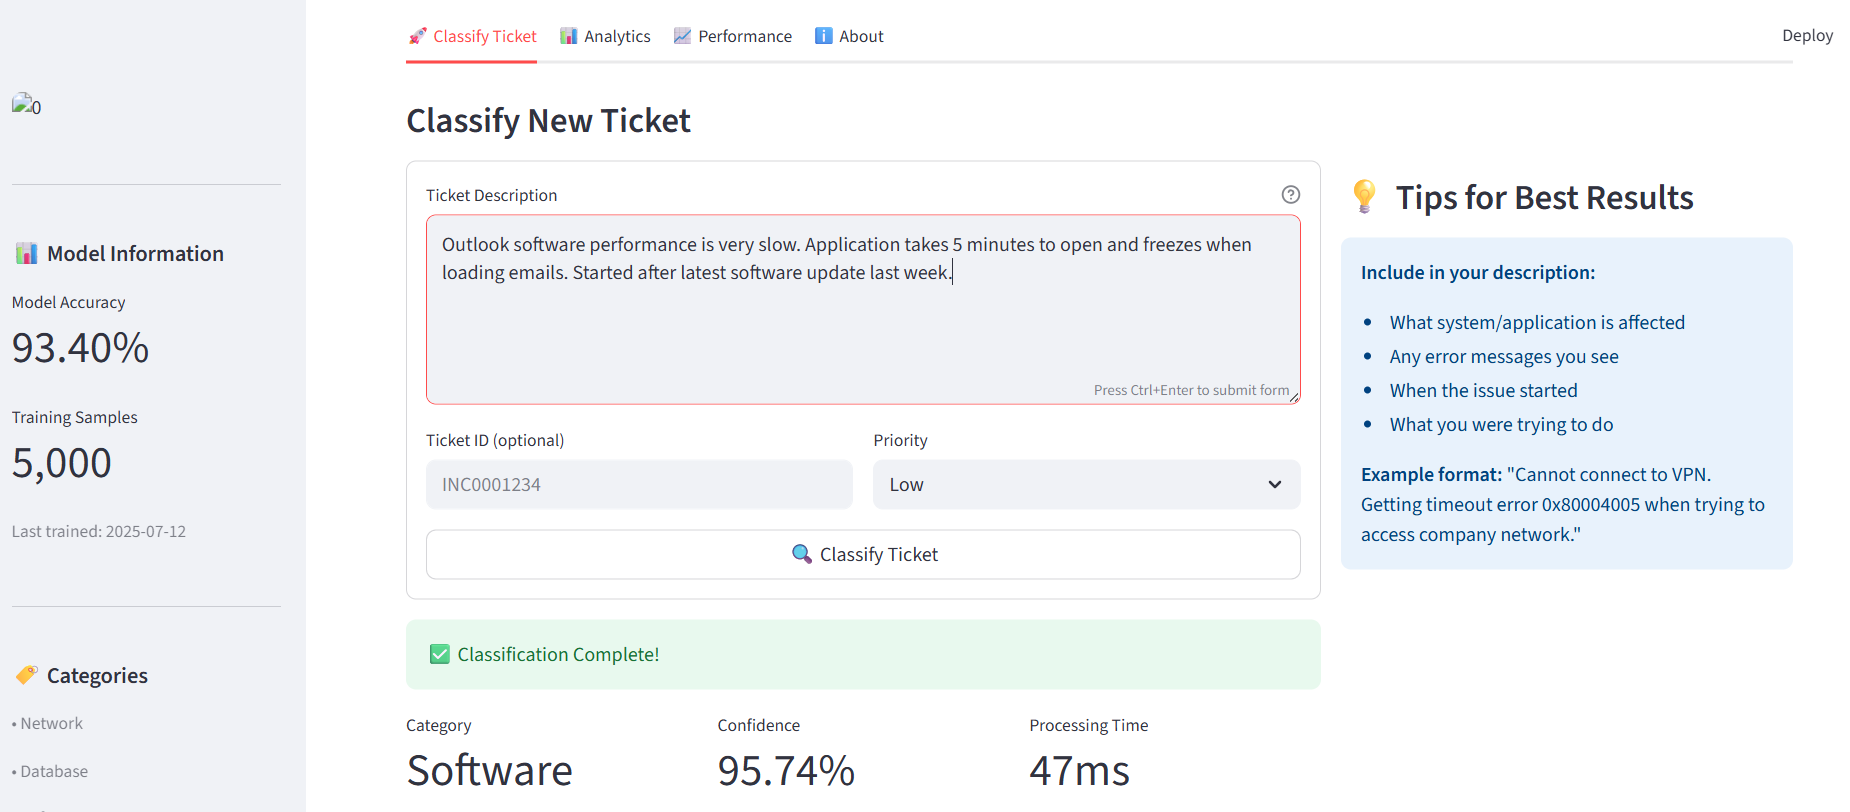 Classify Ticket
Analytics
Performance
About
Deploy
0
Model Information
Model Accuracy
93.40%
Training Samples
5,000
Last trained: 2025-07-12
Categories
• Network
• Database
Classify New Ticket
Ticket Description
Outlook software performance is very slow. Application takes 5 minutes to open and freezes when
loading emails. Started after latest software update last week.
Press Ctrl+Enter to submit form
Ticket ID (optional)
INC0001234
Priority
Low
Classify Ticket
Classification Complete!
Category
Software
Confidence
95.74%
Processing Time
47ms
Tips for Best Results
Include in your description:
• What system/application is affected
• Any error messages you see
• When the issue started
• What you were trying to do
Example format: "Cannot connect to VPN.
Getting timeout error 0x80004005 when trying to
access company network."